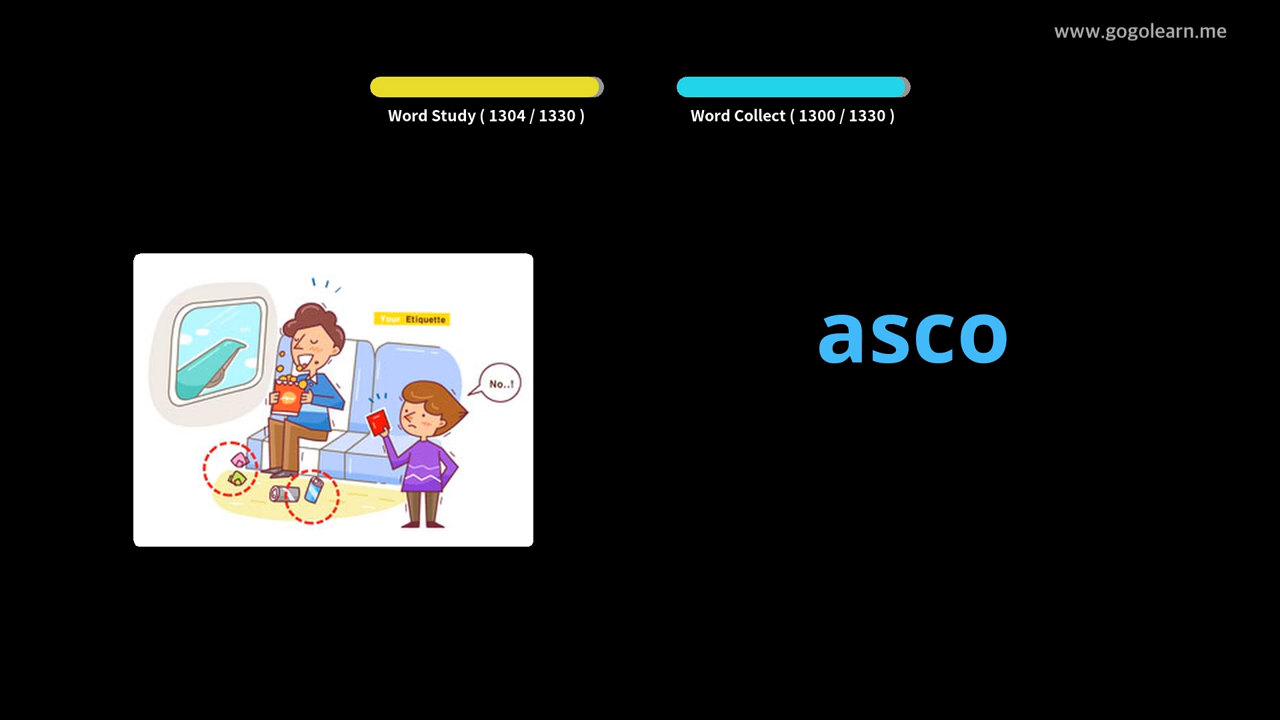 www.gogolearn.me
Word Study ( 1304 / 1330 )
Word Collect ( 1300 / 1330 )
Your Etiquette
No..!
asco